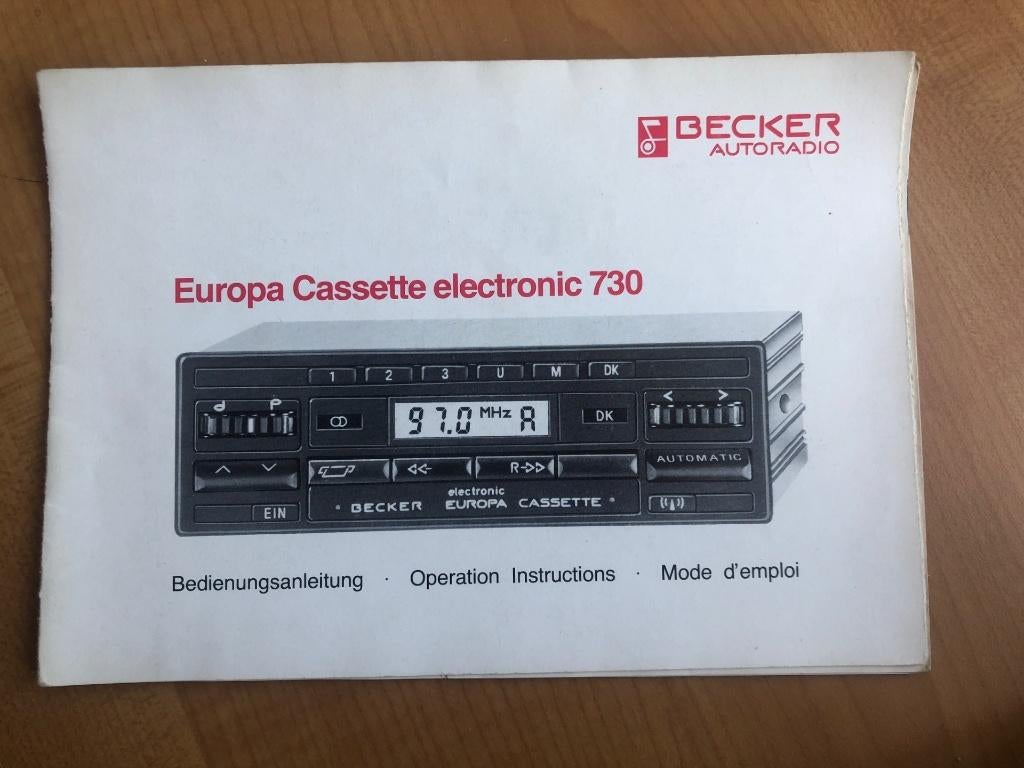 BECKER
AUTORADIO
Europa Cassette electronic 730
1 2 3 U M DK
97.0 MHz A
DK
< >
R
AUTOMATIC
electronic
BECKER EUROPA CASSETTE
EIN
Bedienungsanleitung · Operation Instructions · Mode d'emploi